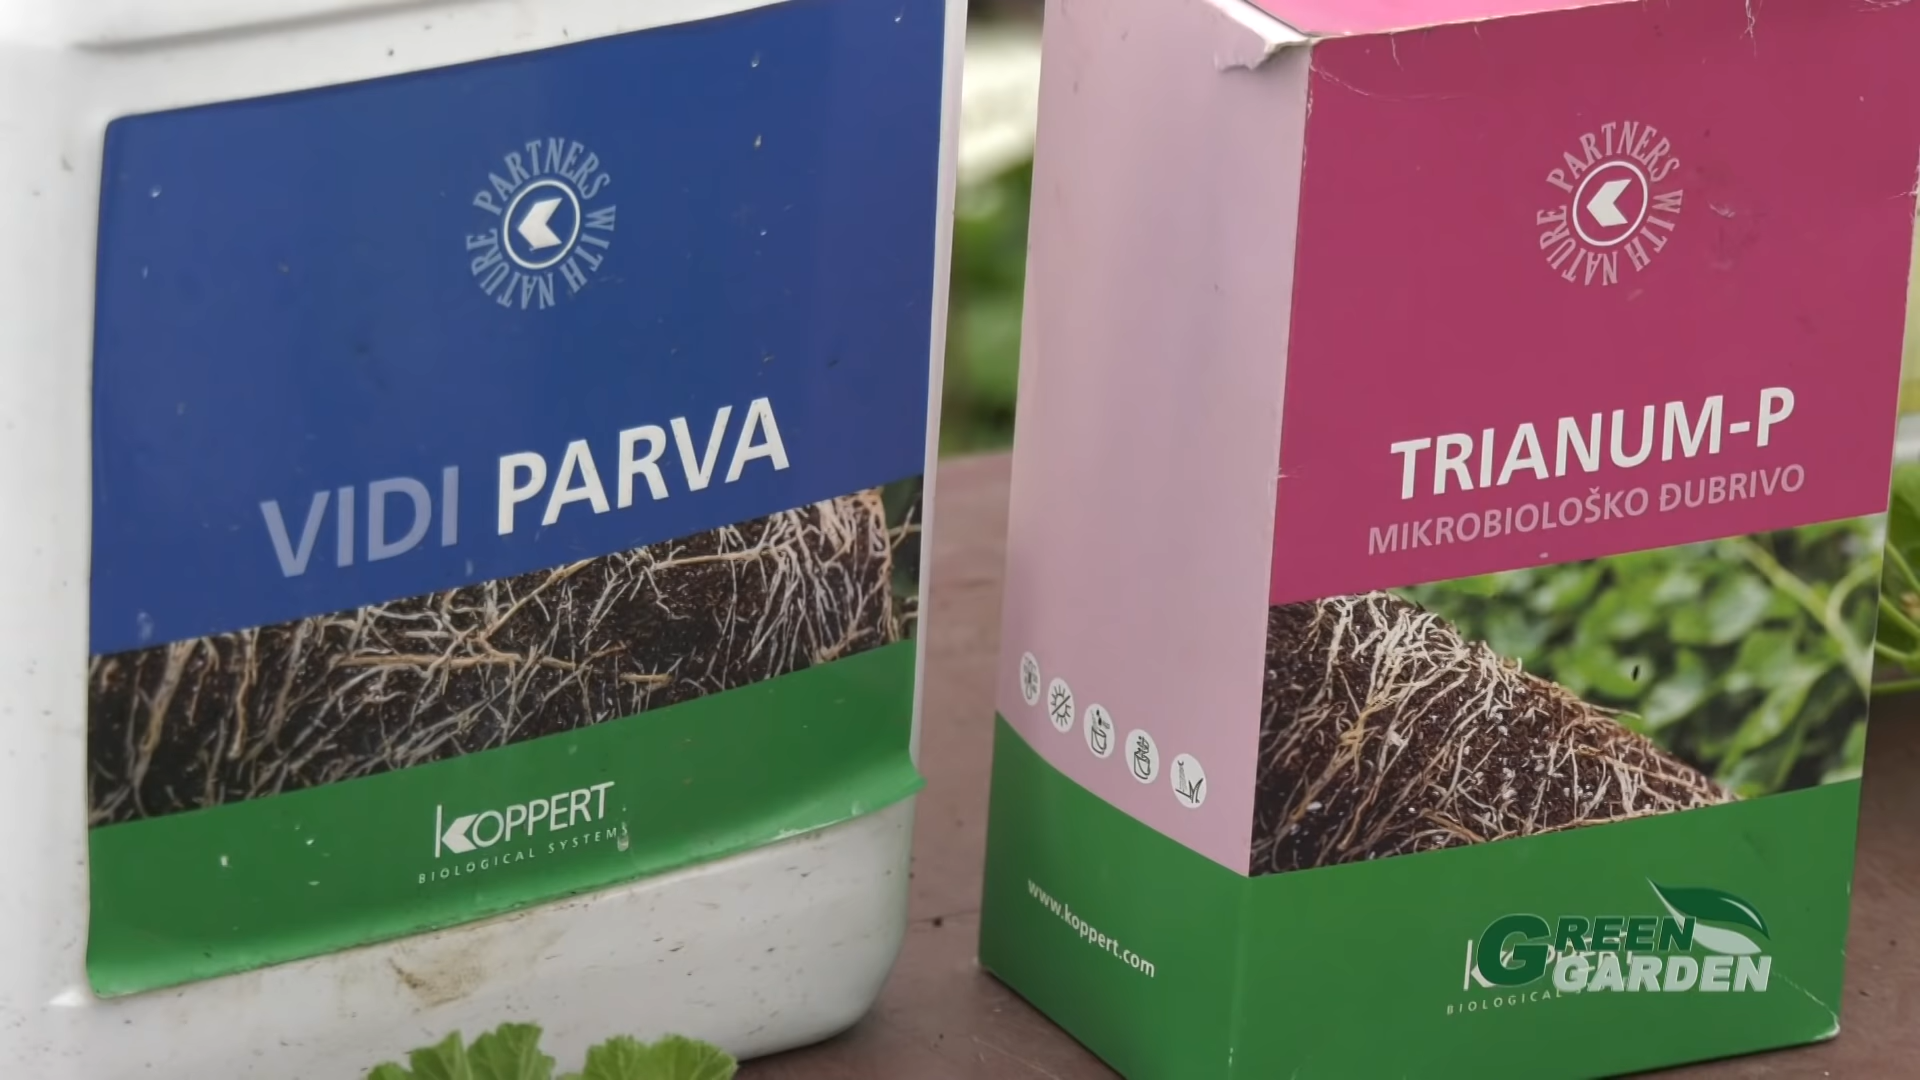 PARTNERS WITH NATURE
VIDI PARVA
KOPPERT
BIOLOGICAL SYSTEMS
PARTNERS WITH NATURE
TRIANUM-P
MIKROBIOLOŠKO ĐUBRIVO
www.koppert.com
BIOLOGICAL
GREEN
GARDEN